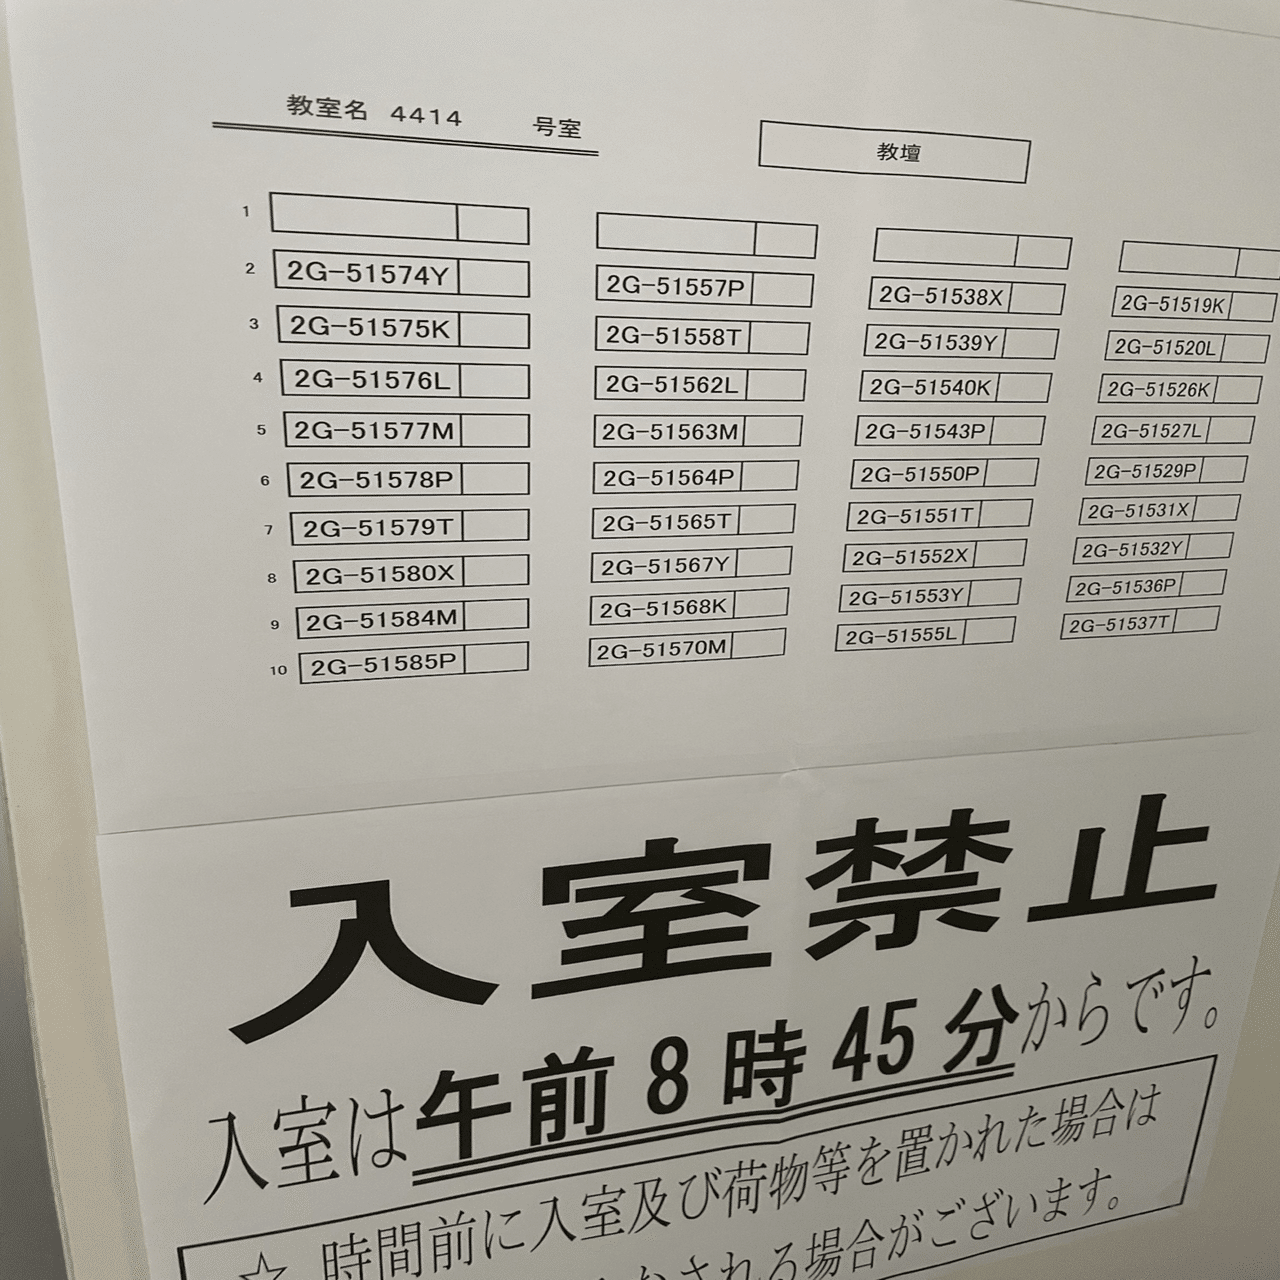 教室名 4414 号室
教壇
1
2 2G-51574Y 2G-51557P 2G-51538X 2G-51519K
3 2G-51575K 2G-51558T 2G-51539Y 2G-51520L
4 2G-51576L 2G-51562L 2G-51540K 2G-51526K
5 2G-51577M 2G-51563M 2G-51543P 2G-51527L
6 2G-51578P 2G-51564P 2G-51550P 2G-51529P
7 2G-51579T 2G-51565T 2G-51551T 2G-51531X
8 2G-51580X 2G-51567Y 2G-51552X 2G-51532Y
9 2G-51584M 2G-51568K 2G-51553Y 2G-51536P
10 2G-51585P 2G-51570M 2G-51555L 2G-51537T
入室禁止
入室は午前8時45分からです。
☆ 時間前に入室及び荷物等を置かれた場合は
される場合がございます。